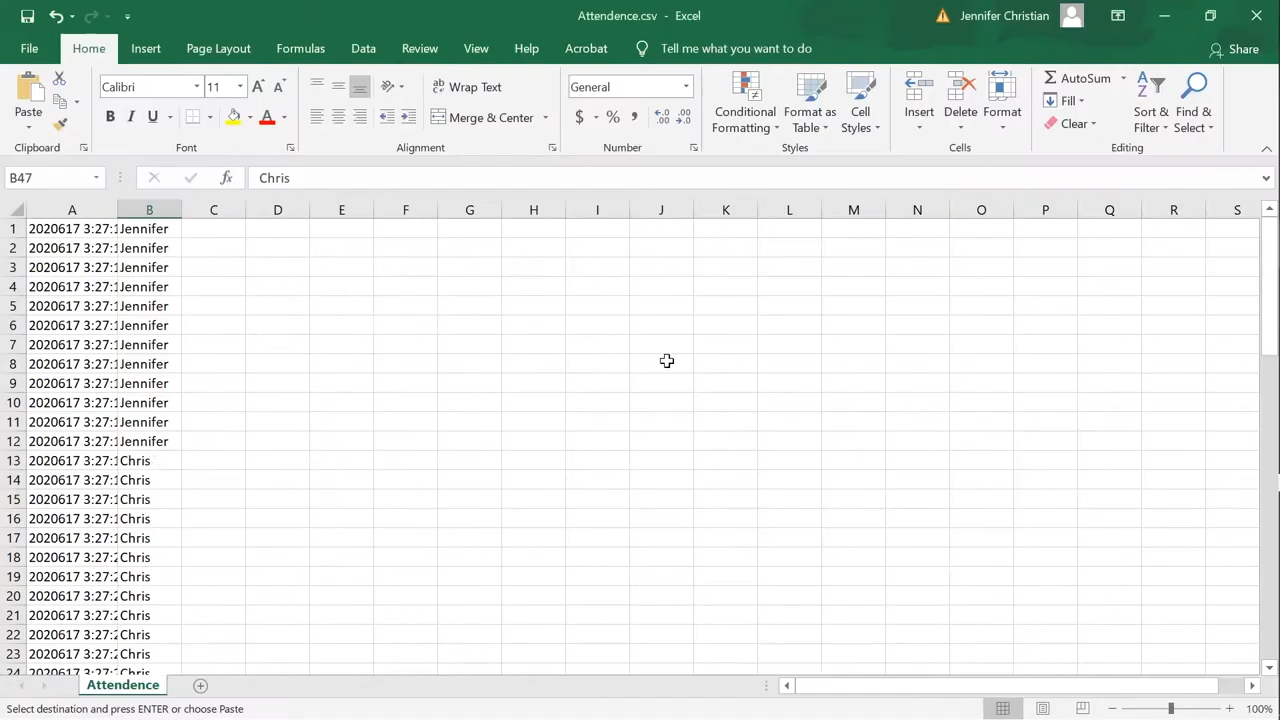 Attendence.csv - Excel
Jennifer Christian
File Home Insert Page Layout Formulas Data Review View Help Acrobat Tell me what you want to do Share
Calibri 11 Wrap Text General AutoSum
Paste Conditional Formatting Format as Table Cell Styles Insert Delete Format Fill Sort & Filter Find & Select
B I U A Merge & Center $ % , Clear
Clipboard Font Alignment Number Styles Cells Editing
B47 fx Chris
A B C D E F G H I J K L M N O P Q R S
1 2020617 3:27:1 Jennifer
2 2020617 3:27:1 Jennifer
3 2020617 3:27:1 Jennifer
4 2020617 3:27:1 Jennifer
5 2020617 3:27:1 Jennifer
6 2020617 3:27:1 Jennifer
7 2020617 3:27:1 Jennifer
8 2020617 3:27:1 Jennifer
9 2020617 3:27:1 Jennifer
10 2020617 3:27:1 Jennifer
11 2020617 3:27:1 Jennifer
12 2020617 3:27:1 Jennifer
13 2020617 3:27:1 Chris
14 2020617 3:27:1 Chris
15 2020617 3:27:1 Chris
16 2020617 3:27:1 Chris
17 2020617 3:27:1 Chris
18 2020617 3:27:2 Chris
19 2020617 3:27:2 Chris
20 2020617 3:27:2 Chris
21 2020617 3:27:2 Chris
22 2020617 3:27:2 Chris
23 2020617 3:27:2 Chris
24 2020617 3:27:2 Chris
Attendence
Select destination and press ENTER or choose Paste 100%